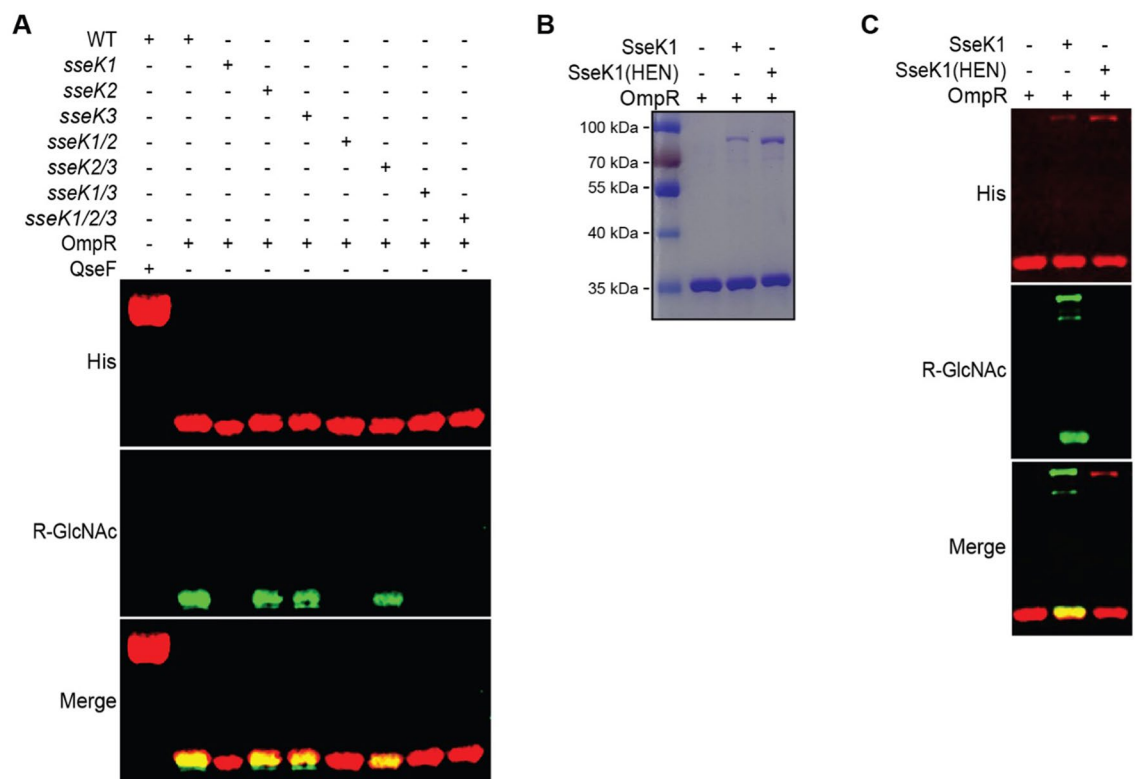 A
WT + + - - - - - - -
sseK1 - - + - - - - - -
sseK2 - - - + - - - - -
sseK3 - - - - + - - - -
sseK1/2 - - - - - + - - -
sseK2/3 - - - - - - + - -
sseK1/3 - - - - - - - + -
sseK1/2/3 - - - - - - - - +
OmpR - + + + + + + + +
QseF + - - - - - - - -
His
R-GlcNAc
Merge
B
SseK1 - + -
SseK1(HEN) - - +
OmpR + + +
100 kDa
70 kDa
55 kDa
40 kDa
35 kDa
C
SseK1 - + -
SseK1(HEN) - - +
OmpR + + +
His
R-GlcNAc
Merge